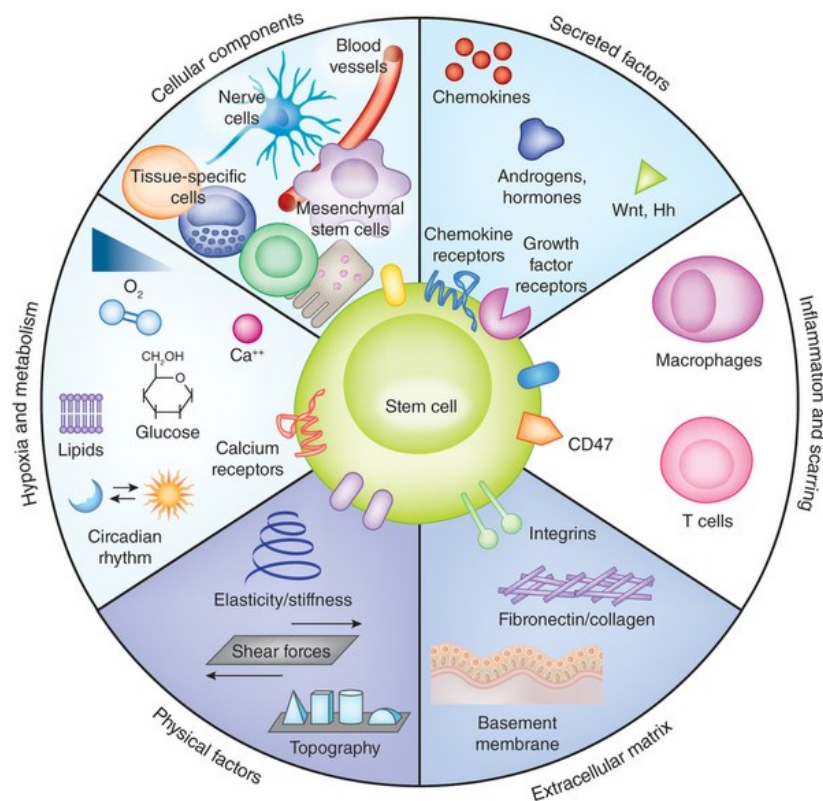 Cellular components
Secreted factors
Blood
vessels
Nerve
cells
Tissue-specific
cells
Mesenchymal
stem cells
Chemokines
Androgens,
hormones
Wnt, Hh
Chemokine
receptors
Growth
factor
receptors
Hypoxia and metabolism
O2
Ca++
CH2OH
O
Glucose
Lipids
Calcium
receptors
Circadian
rhythm
Stem cell
Inflammation and scarring
Macrophages
CD47
T cells
Physical factors
Elasticity/stiffness
Shear forces
Topography
Extracellular matrix
Integrins
Fibronectin/collagen
Basement
membrane